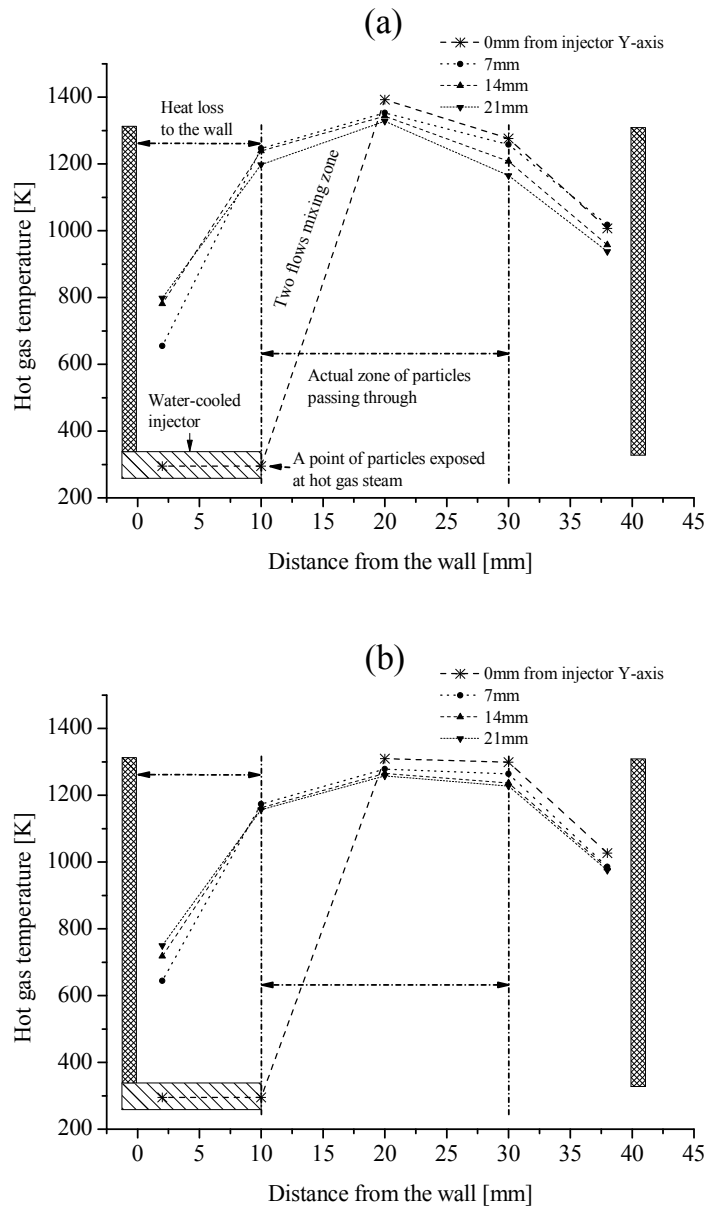 (a)
0mm from injector Y-axis
7mm
14mm
21mm
1400
1200
1000
800
600
400
300
200
Hot gas temperature [K]
Heat loss
to the wall
Two flows mixing zone
Actual zone of particles
passing through
Water-cooled
injector
A point of particles exposed
at hot gas steam
0 5 10 15 20 25 30 35 40 45
Distance from the wall [mm]
(b)
0mm from injector Y-axis
7mm
14mm
21mm
1400
1200
1000
800
600
400
300
200
Hot gas temperature [K]
0 5 10 15 20 25 30 35 40 45
Distance from the wall [mm]